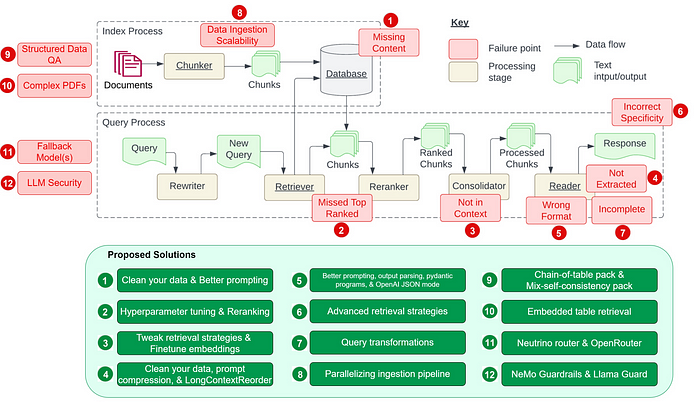 8
Data Ingestion
Scalability
1
Missing
Content
Index Process
9
Structured Data
QA
10
Complex PDFs
Documents
Chunker
Chunks
Database
Key
Failure point
Processing
stage
Data flow
Text
intput/output
Query Process
11
Fallback
Model(s)
12
LLM Security
Query
Rewriter
New
Query
Retriever
Chunks
Missed Top
Ranked
2
Reranker
Ranked
Chunks
Consolidator
Not in
Context
3
Processed
Chunks
Reader
Wrong
Format
5
Response
Incorrect
Specificity
6
Not
Extracted
4
Incomplete
7
Proposed Solutions
1
Clean your data & Better prompting
2
Hyperparameter tuning & Reranking
3
Tweak retrieval strategies &
Finetune embeddings
4
Clean your data, prompt
compression, & LongContextReorder
5
Better prompting, output parsing, pydantic
programs, & OpenAI JSON mode
6
Advanced retrieval strategies
7
Query transformations
8
Parallelizing ingestion pipeline
9
Chain-of-table pack &
Mix-self-consistency pack
10
Embedded table retrieval
11
Neutrino router & OpenRouter
12
NeMo Guardrails & Llama Guard